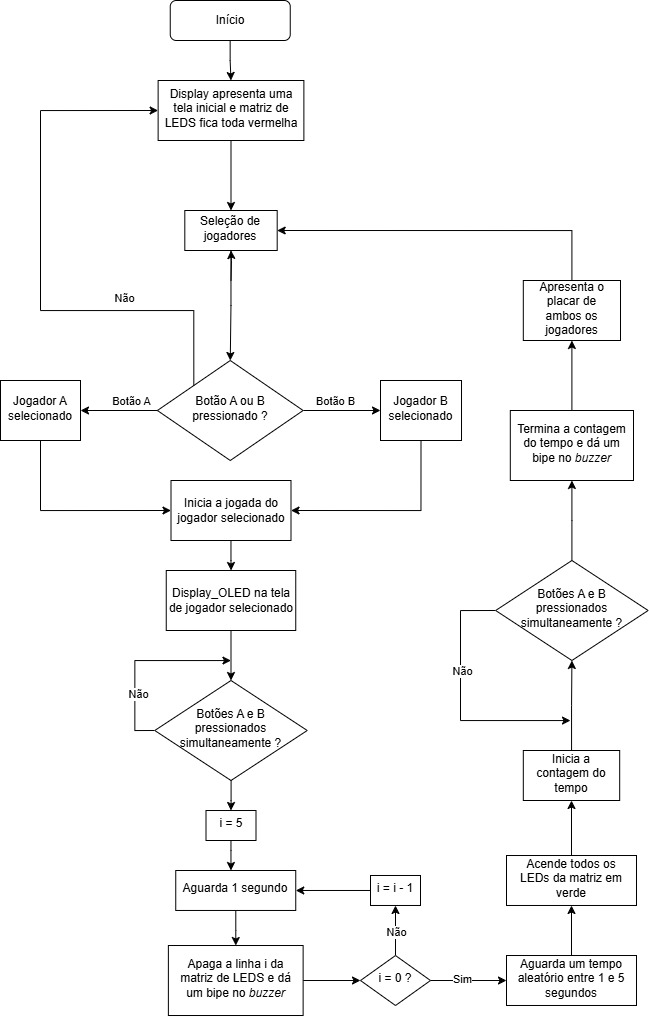 Início
Display apresenta uma
tela inicial e matriz de
LEDS fica toda vermelha
Seleção de
jogadores
Não
Botão A ou B
pressionado ?
Botão A
Botão B
Jogador A
selecionado
Jogador B
selecionado
Inicia a jogada do
jogador selecionado
Display_OLED na tela
de jogador selecionado
Não
Botões A e B
pressionados
simultaneamente ?
i = 5
Aguarda 1 segundo
Apaga a linha i da
matriz de LEDS e dá
um bipe no buzzer
i = 0 ?
Não
i = i - 1
Sim
Aguarda um tempo
aleatório entre 1 e 5
segundos
Acende todos os
LEDs da matriz em
verde
Inicia a
contagem do
tempo
Não
Botões A e B
pressionados
simultaneamente ?
Termina a contagem
do tempo e dá um
bipe no buzzer
Apresenta o
placar de
ambos os
jogadores